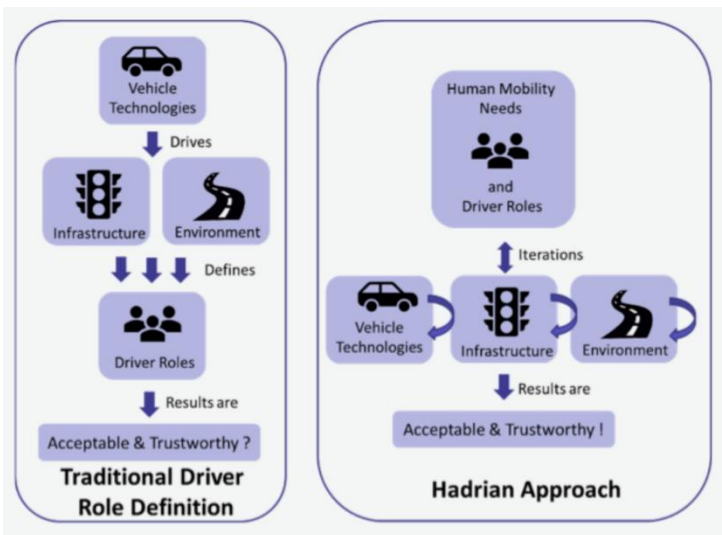 Vehicle
Technologies
Drives
Infrastructure
Environment
Defines
Driver Roles
Results are
Acceptable & Trustworthy ?
Traditional Driver
Role Definition
Human Mobility
Needs
and
Driver Roles
Iterations
Vehicle
Technologies
Infrastructure
Environment
Results are
Acceptable & Trustworthy !
Hadrian Approach